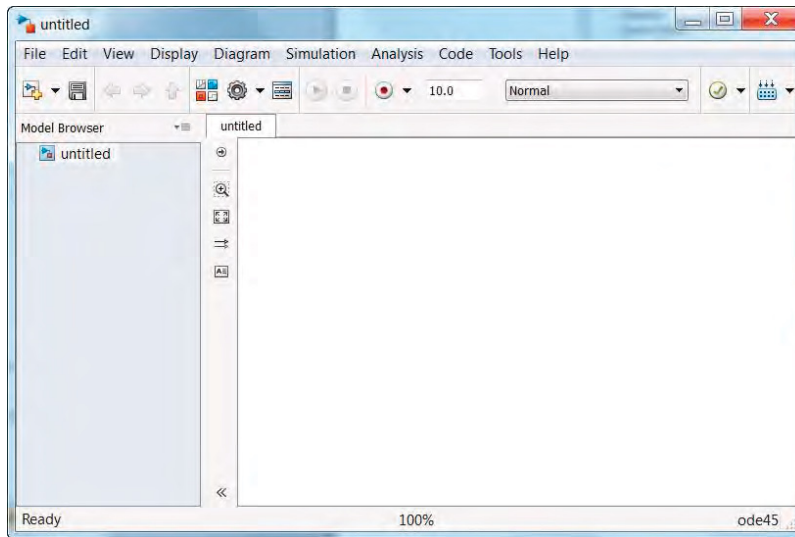 untitled
File Edit View Display Diagram Simulation Analysis Code Tools Help
10.0 Normal
Model Browser untitled
untitled
Ready 100% ode45